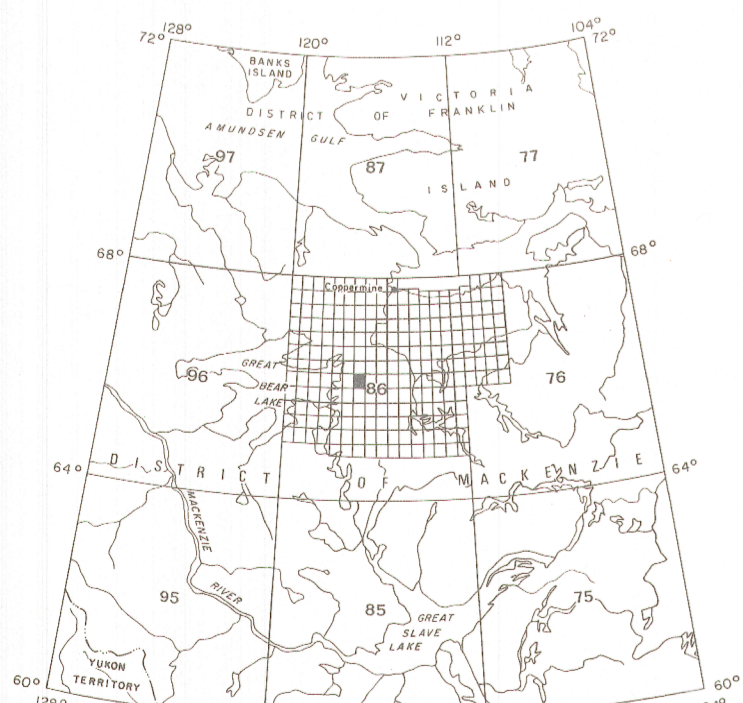 128°
72°
120°
112°
104°
72°
BANKS
ISLAND
VICTORIA
DISTRICT OF FRANKLIN
AMUNDSEN GULF
97
87
77
ISLAND
68°
68°
Coppermine
GREAT
BEAR
LAKE
96
86
76
64°
DISTRICT OF MACKENZIE
64°
MACKENZIE
RIVER
95
85
75
GREAT
SLAVE
LAKE
YUKON
TERRITORY
60°
60°